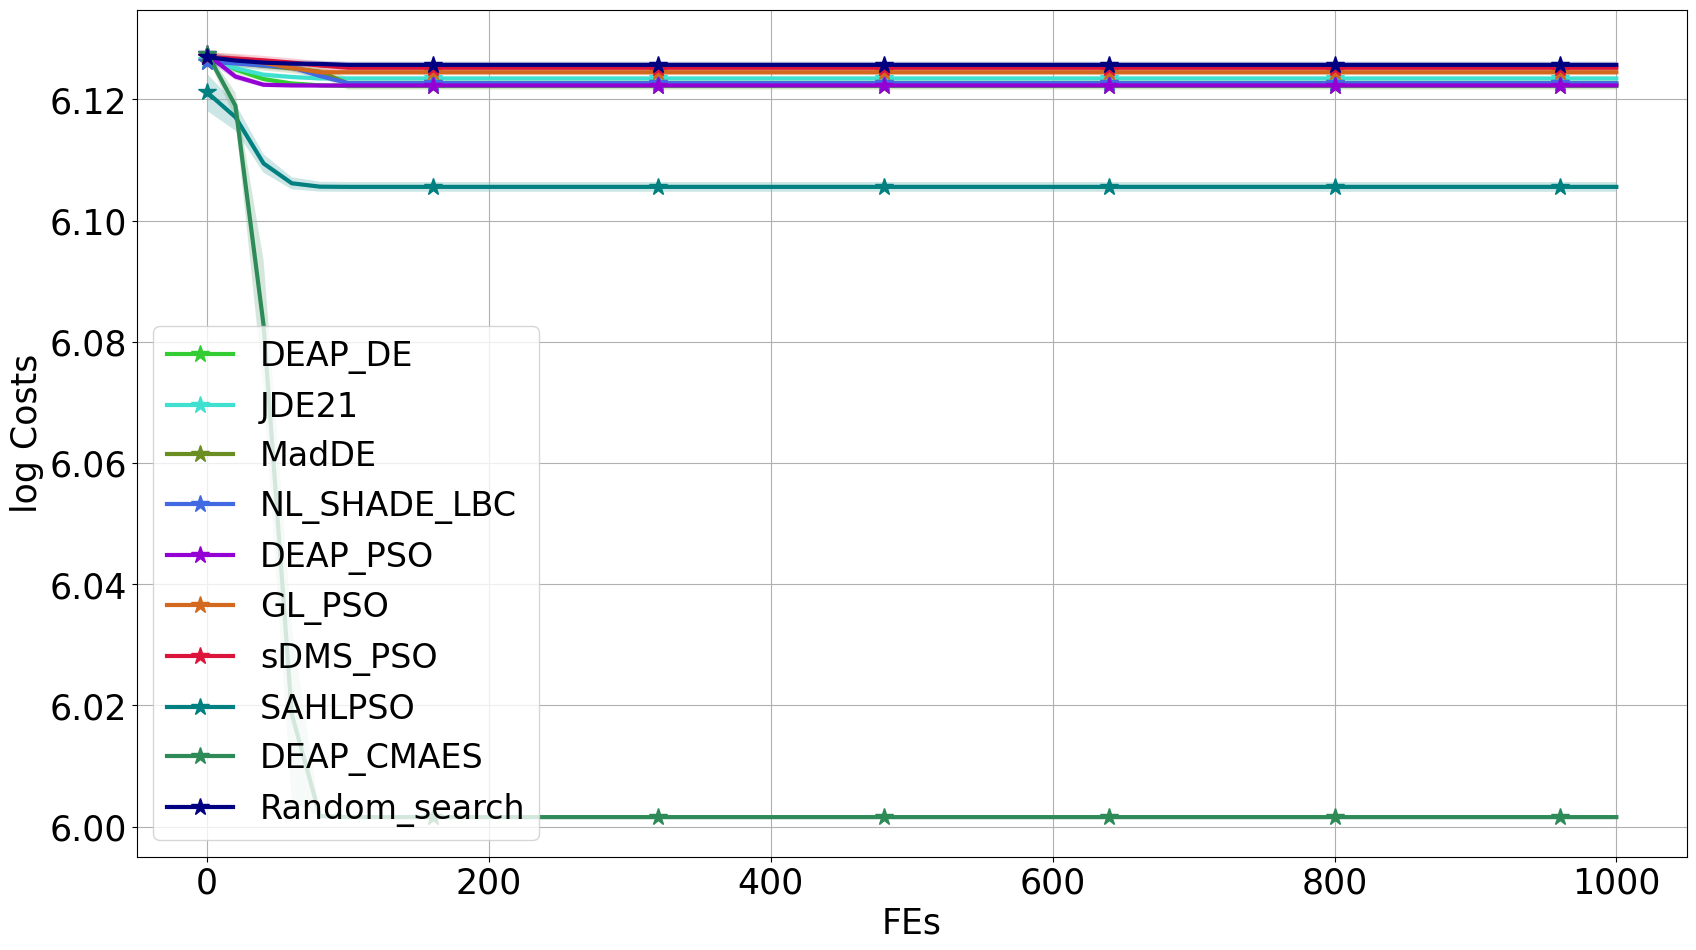 6.12
6.10
6.08
6.06
6.04
6.02
6.00
log Costs
DEAP_DE
JDE21
MadDE
NL_SHADE_LBC
DEAP_PSO
GL_PSO
sDMS_PSO
SAHLPSO
DEAP_CMAES
Random_search
0 200 400 600 800 1000
FEs